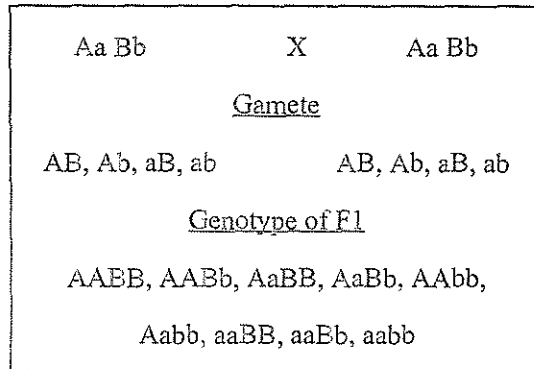 Aa Bb X Aa Bb
Gamete
AB, Ab, aB, ab AB, Ab, aB, ab
Genotype of F1
AABB, AABb, AaBB, AaBb, AAbb,
Aabb, aaBB, aaBb, aabb